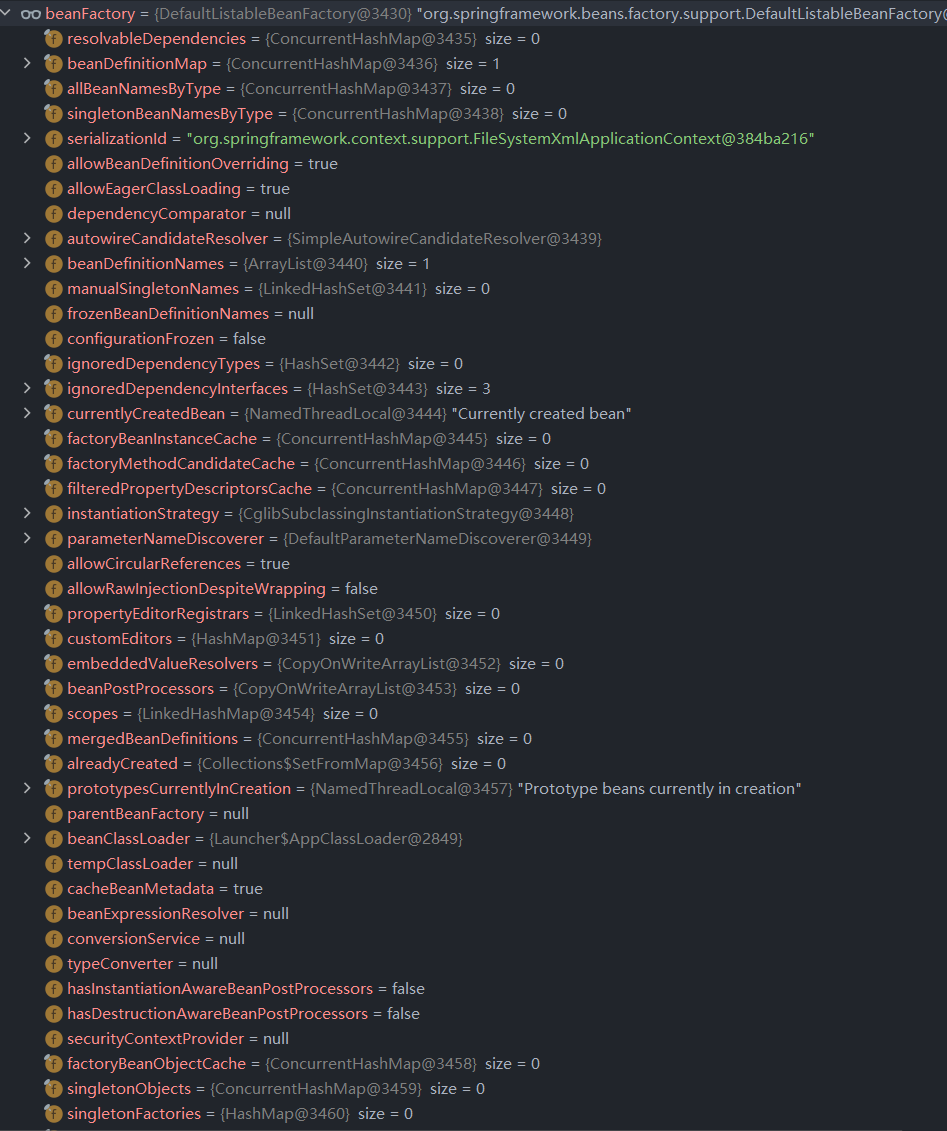 beanFactory = {DefaultListableBeanFactory@3430} "org.springframework.beans.factory.support.DefaultListableBeanFactory@
resolvableDependencies = {ConcurrentHashMap@3435} size = 0
beanDefinitionMap = {ConcurrentHashMap@3436} size = 1
allBeanNamesByType = {ConcurrentHashMap@3437} size = 0
singletonBeanNamesByType = {ConcurrentHashMap@3438} size = 0
serializationId = "org.springframework.context.support.FileSystemXmlApplicationContext@384ba216"
allowBeanDefinitionOverriding = true
allowEagerClassLoading = true
dependencyComparator = null
autowireCandidateResolver = {SimpleAutowireCandidateResolver@3439}
beanDefinitionNames = {ArrayList@3440} size = 1
manualSingletonNames = {LinkedHashSet@3441} size = 0
frozenBeanDefinitionNames = null
configurationFrozen = false
ignoredDependencyTypes = {HashSet@3442} size = 0
ignoredDependencyInterfaces = {HashSet@3443} size = 3
currentlyCreatedBean = {NamedThreadLocal@3444} "Currently created bean"
factoryBeanInstanceCache = {ConcurrentHashMap@3445} size = 0
factoryMethodCandidateCache = {ConcurrentHashMap@3446} size = 0
filteredPropertyDescriptorsCache = {ConcurrentHashMap@3447} size = 0
instantiationStrategy = {CglibSubclassingInstantiationStrategy@3448}
parameterNameDiscoverer = {DefaultParameterNameDiscoverer@3449}
allowCircularReferences = true
allowRawInjectionDespiteWrapping = false
propertyEditorRegistrars = {LinkedHashSet@3450} size = 0
customEditors = {HashMap@3451} size = 0
embeddedValueResolvers = {CopyOnWriteArrayList@3452} size = 0
beanPostProcessors = {CopyOnWriteArrayList@3453} size = 0
scopes = {LinkedHashMap@3454} size = 0
mergedBeanDefinitions = {ConcurrentHashMap@3455} size = 0
alreadyCreated = {Collections$SetFromMap@3456} size = 0
prototypesCurrentlyInCreation = {NamedThreadLocal@3457} "Prototype beans currently in creation"
parentBeanFactory = null
beanClassLoader = {Launcher$AppClassLoader@2849}
tempClassLoader = null
cacheBeanMetadata = true
beanExpressionResolver = null
conversionService = null
typeConverter = null
hasInstantiationAwareBeanPostProcessors = false
hasDestructionAwareBeanPostProcessors = false
securityContextProvider = null
factoryBeanObjectCache = {ConcurrentHashMap@3458} size = 0
singletonObjects = {ConcurrentHashMap@3459} size = 0
singletonFactories = {HashMap@3460} size = 0